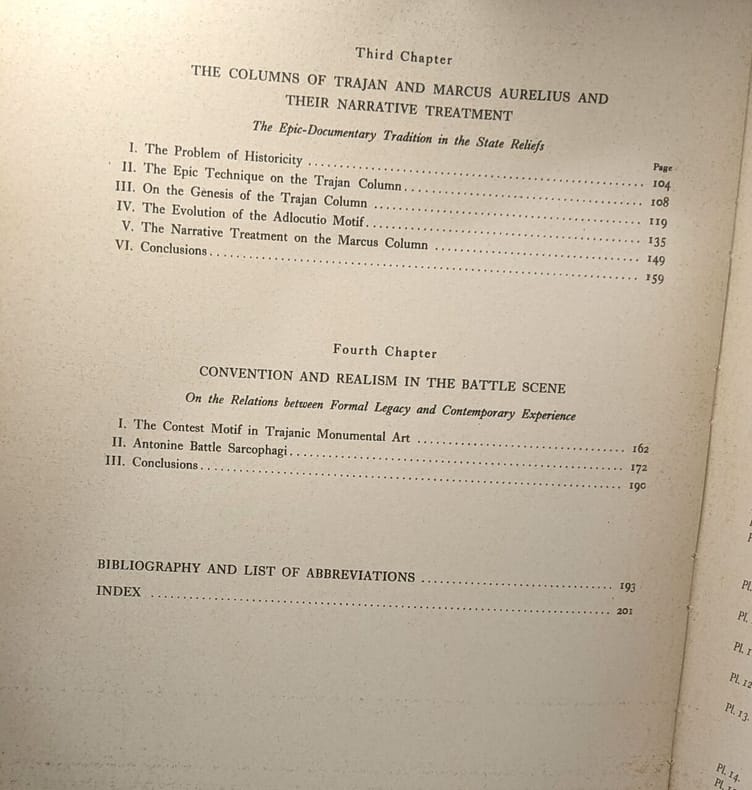 Third Chapter
THE COLUMNS OF TRAJAN AND MARCUS AURELIUS AND
THEIR NARRATIVE TREATMENT
The Epic-Documentary Tradition in the State Reliefs
Page
I. The Problem of Historicity ........ 104
II. The Epic Technique on the Trajan Column ........ 108
III. On the Genesis of the Trajan Column ........ 119
IV. The Evolution of the Adlocutio Motif ........ 135
V. The Narrative Treatment on the Marcus Column ........ 149
VI. Conclusions ........ 159
Fourth Chapter
CONVENTION AND REALISM IN THE BATTLE SCENE
On the Relations between Formal Legacy and Contemporary Experience
I. The Contest Motif in Trajanic Monumental Art ........ 162
II. Antonine Battle Sarcophagi ........ 172
III. Conclusions ........ 190
BIBLIOGRAPHY AND LIST OF ABBREVIATIONS ........ 193
INDEX ........ 201
Pl.
Pl.
Pl. 1
Pl. 12
Pl. 13.
Pl. 14.